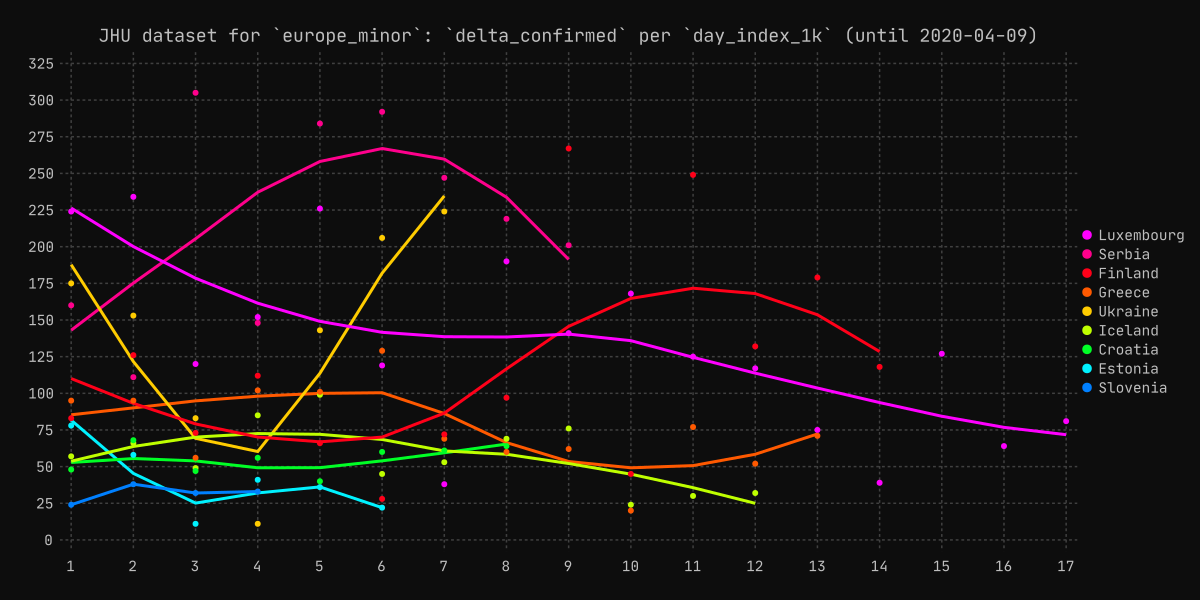 JHU dataset for `europe_minor`: `delta_confirmed` per `day_index_1k` (until 2020-04-09)
325
300
275
250
225
200
175
150
125
100
75
50
25
0
1 2 3 4 5 6 7 8 9 10 11 12 13 14 15 16 17
Luxembourg
Serbia
Finland
Greece
Ukraine
Iceland
Croatia
Estonia
Slovenia